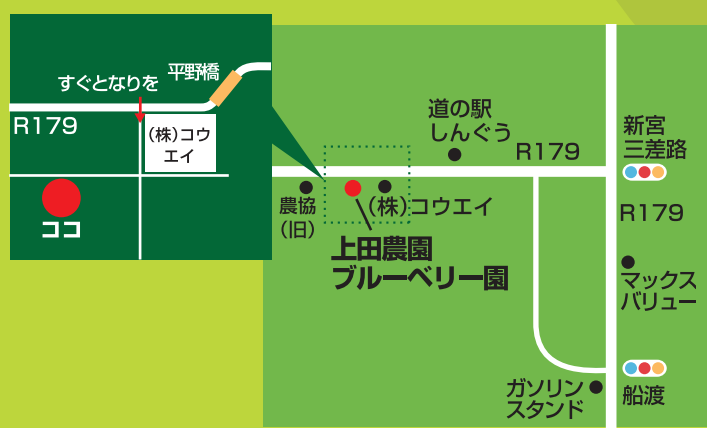 平野橋
すぐとなりを
R179
(株)コウ
エイ
ココ
道の駅
しんぐう
R179
新宮
三差路
農協
(旧)
(株)コウエイ
R179
上田農園
ブルーベリー園
マックス
バリュー
ガソリン
スタンド
船渡